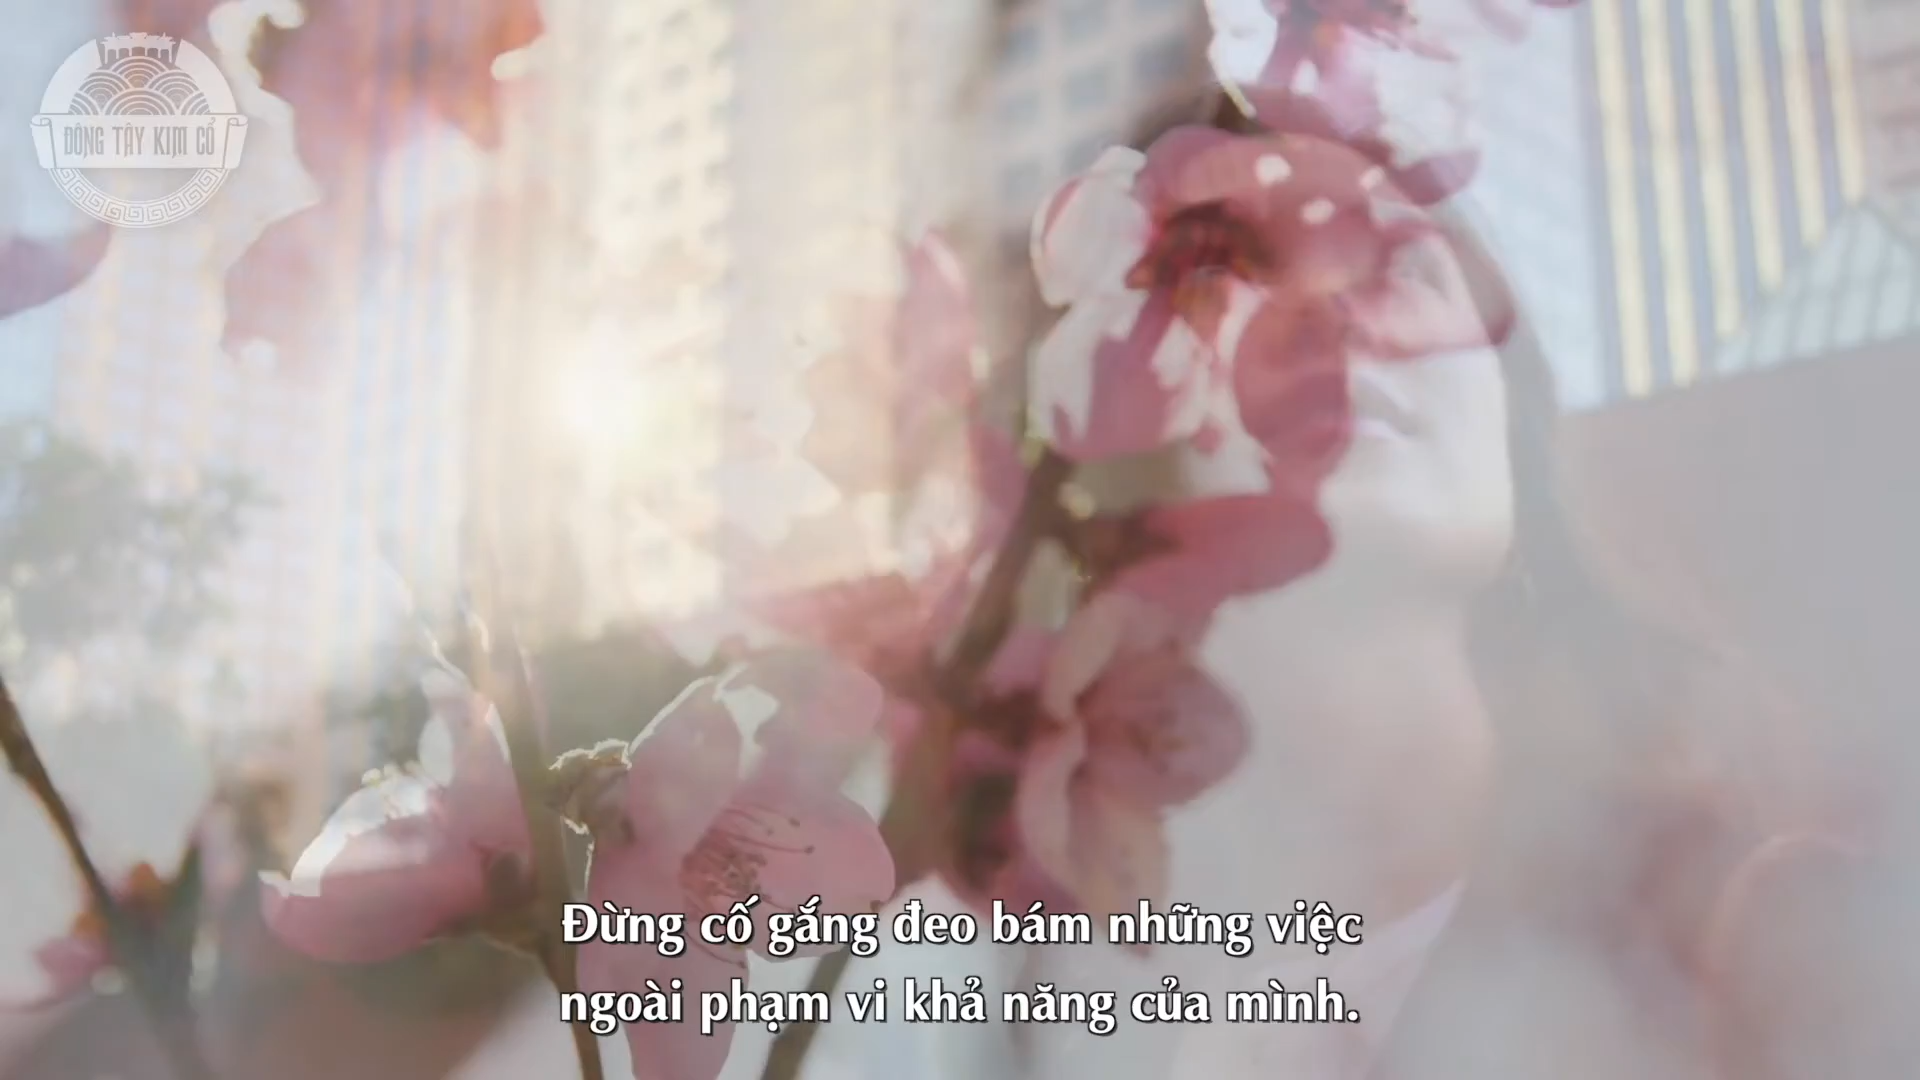 ĐÔNG TÂY KIM CỔ
Đừng cố gắng đeo bám những việc
ngoài phạm vi khả năng của mình.